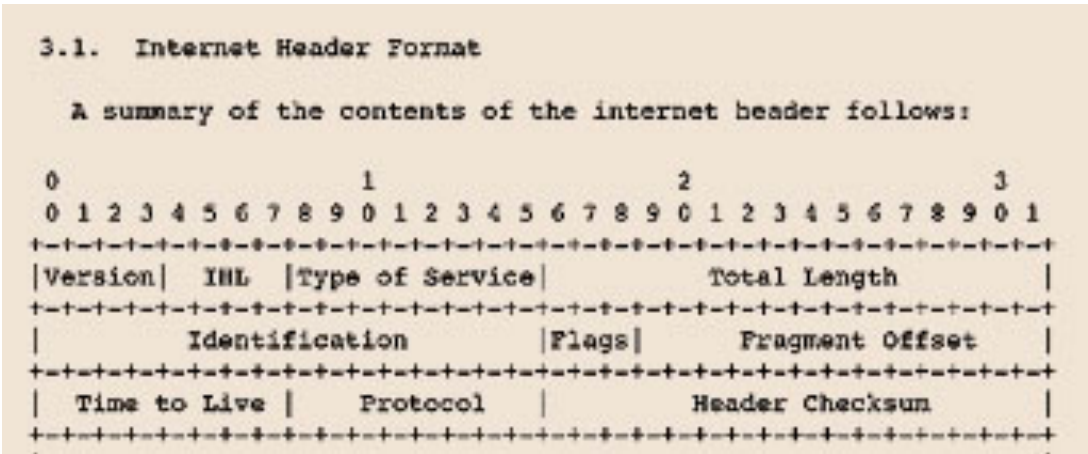 3.1. Internet Header Format
A summary of the contents of the internet header follows:
0 1 2 3
0 1 2 3 4 5 6 7 8 9 0 1 2 3 4 5 6 7 8 9 0 1 2 3 4 5 6 7 8 9 0 1
+-+-+-+-+-+-+-+-+-+-+-+-+-+-+-+-+-+-+-+-+-+-+-+-+-+-+-+-+-+-+-+-+
|Version| IHL |Type of Service| Total Length |
+-+-+-+-+-+-+-+-+-+-+-+-+-+-+-+-+-+-+-+-+-+-+-+-+-+-+-+-+-+-+-+-+
| Identification |Flags| Fragment Offset |
+-+-+-+-+-+-+-+-+-+-+-+-+-+-+-+-+-+-+-+-+-+-+-+-+-+-+-+-+-+-+-+-+
| Time to Live | Protocol | Header Checksum |
+-+-+-+-+-+-+-+-+-+-+-+-+-+-+-+-+-+-+-+-+-+-+-+-+-+-+-+-+-+-+-+-+